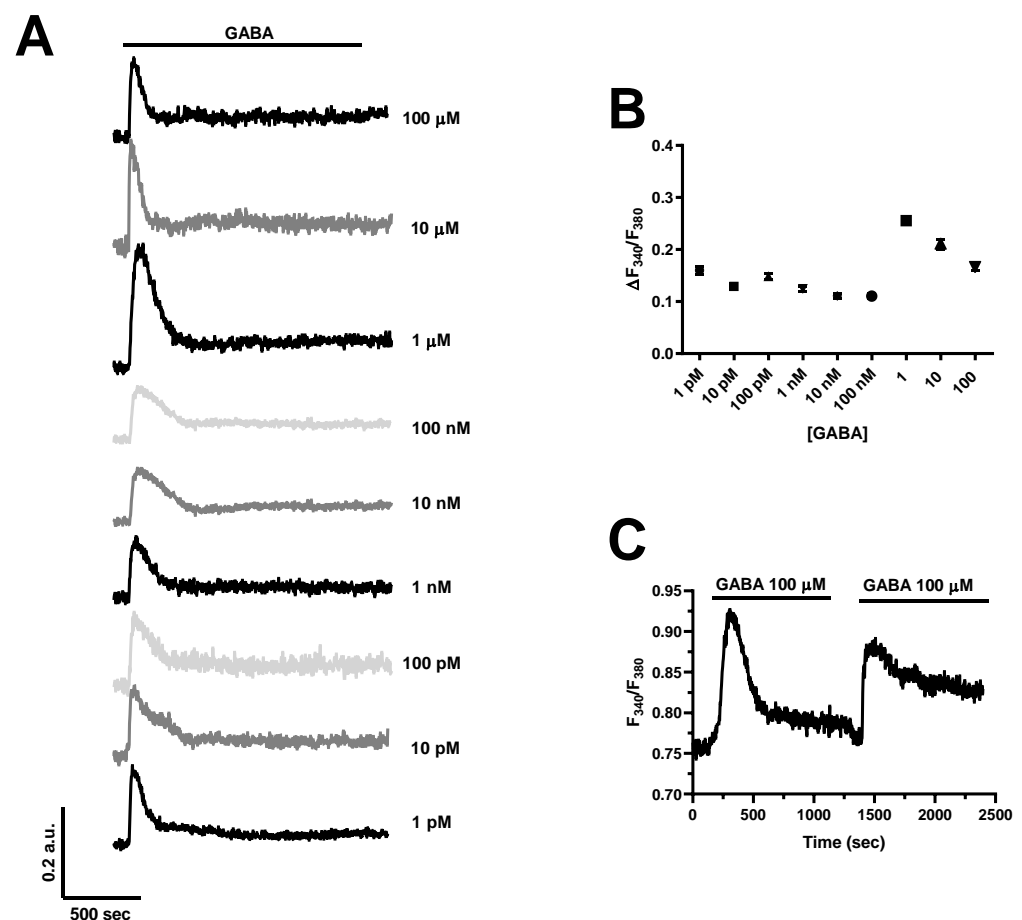 A
GABA
100 μM
10 μM
1 μM
100 nM
10 nM
1 nM
100 pM
10 pM
1 pM
0.2 a.u.
500 sec
B
0.4
0.3
0.2
0.1
0.0
ΔF340/F380
1 pM
10 pM
100 pM
1 nM
10 nM
100 nM
1
10
100
[GABA]
C
GABA 100 μM
GABA 100 μM
0.95
0.90
0.85
0.80
0.75
0.70
F340/F380
0
500
1000
1500
2000
2500
Time (sec)